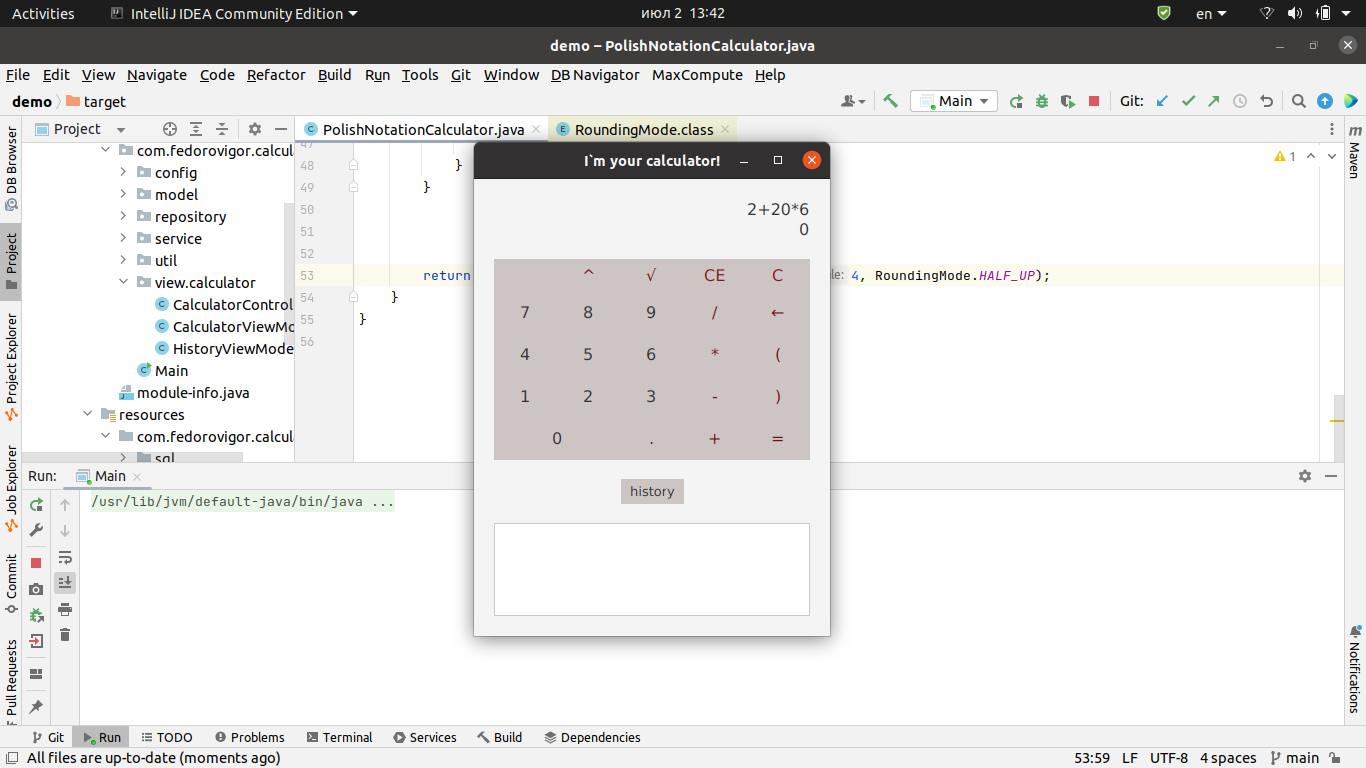 Activities IntelliJ IDEA Community Edition июл 2 13:42 en
demo – PolishNotationCalculator.java
File Edit View Navigate Code Refactor Build Run Tools Git Window DB Navigator MaxCompute Help
demo target Main Git:
Project PolishNotationCalculator.java RoundingMode.class
DB Browser
Project
Project Explorer
Job Explorer
Commit
Pull Requests
com.fedorovigor.calcul
config
model
repository
service
util
view.calculator
CalculatorControl
CalculatorViewMo
HistoryViewMode
Main
module-info.java
resources
com.fedorovigor.calcul
sql
47
48 }
49 }
50
51
52
53 return 4, RoundingMode.HALF_UP);
54 }
55 }
56
1
m Maven
Notifications
I`m your calculator!
2+20*6
0
^ √ CE C
7 8 9 / ←
4 5 6 * (
1 2 3 - )
0 . + =
history
Run: Main
/usr/lib/jvm/default-java/bin/java ...
Git Run TODO Problems Terminal Services Build Dependencies
All files are up-to-date (moments ago) 53:59 LF UTF-8 4 spaces main